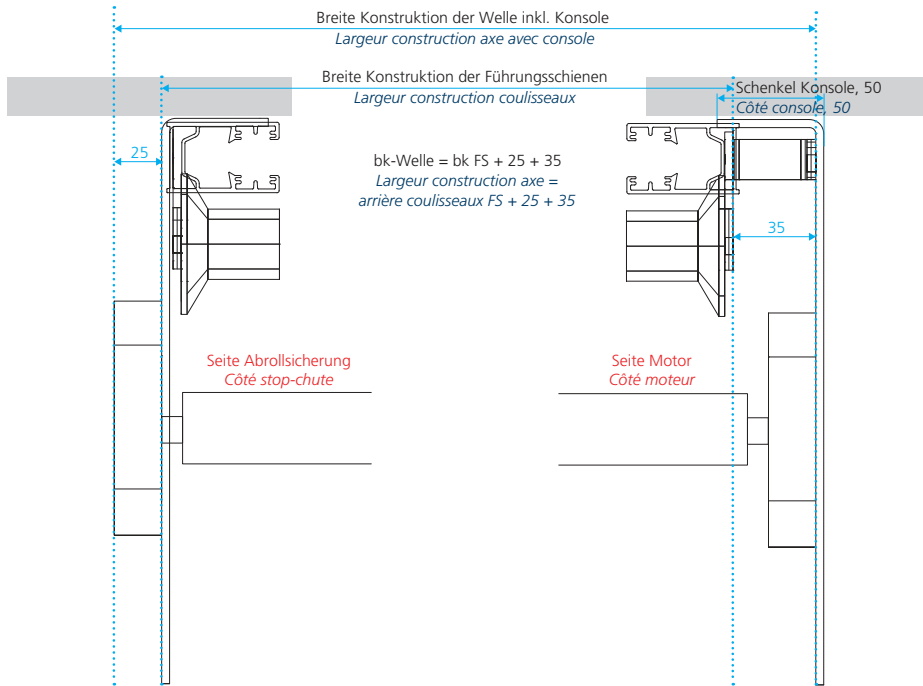 Breite Konstruktion der Welle inkl. Konsole
Largeur construction axe avec console
Breite Konstruktion der Führungsschienen
Largeur construction coulisseaux
Schenkel Konsole, 50
Côté console, 50
25
bk-Welle = bk FS + 25 + 35
Largeur construction axe =
arrière coulisseaux FS + 25 + 35
35
Seite Abrollsicherung
Côté stop-chute
Seite Motor
Côté moteur